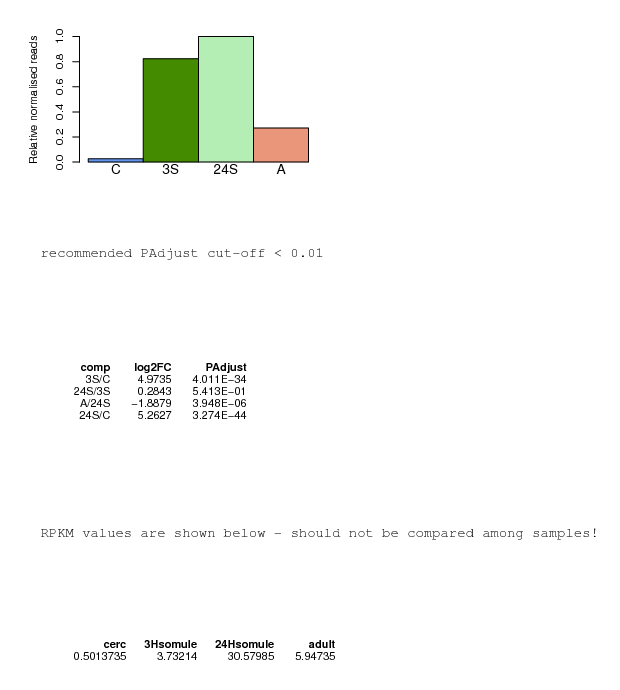 Relative normalised reads
1.0
0.8
0.6
0.4
0.2
0.0
C 3S 24S A
recommended PAdjust cut-off < 0.01
comp log2FC PAdjust
3S/C 4.9735 4.011E−34
24S/3S 0.2843 5.413E−01
A/24S −1.8879 3.948E−06
24S/C 5.2627 3.274E−44
RPKM values are shown below - should not be compared among samples!
cerc 3Hsomule 24Hsomule adult
0.5013735 3.73214 30.57985 5.94735